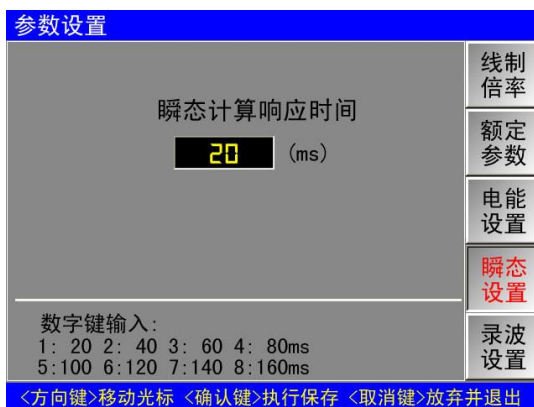 参数设置
瞬态计算响应时间
20 (ms)
线制
倍率
额定
参数
电能
设置
瞬态
设置
录波
设置
数字键输入:
1: 20 2: 40 3: 60 4: 80ms
5:100 6:120 7:140 8:160ms
<方向键>移动光标 <确认键>执行保存 <取消键>放弃并退出